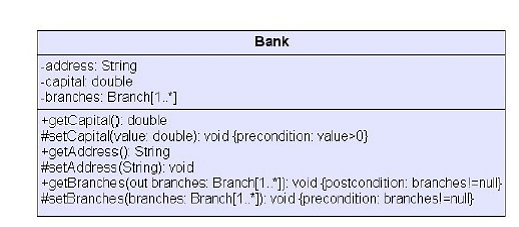 Bank
-address: String
-capital: double
-branches: Branch[1..*]
+getCapital(): double
#setCapital(value: double): void {precondition: value>0}
+getAddress(): String
#setAddress(String): void
+getBranches(out branches: Branch[1..*]): void {postcondition: branches!=null}
#setBranches(branches: Branch[1..*]): void {precondition: branches!=null}